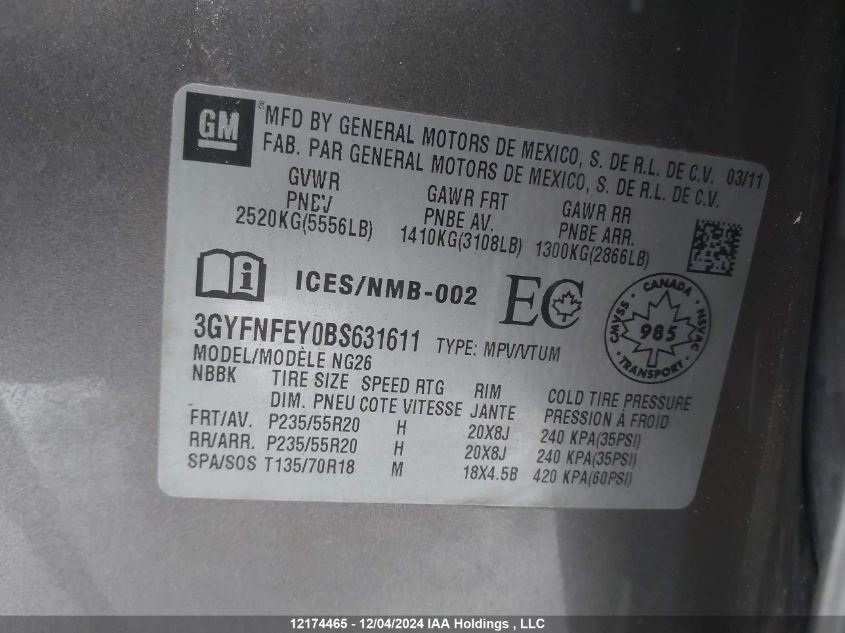 GM
MFD BY GENERAL MOTORS DE MEXICO, S. DE R.L. DE C.V. 03/11
FAB. PAR GENERAL MOTORS DE MEXICO, S. DE R.L. DE C.V.
GVWR GAWR FRT GAWR RR
PNBV PNBE AV. PNBE ARR.
2520KG(5556LB) 1410KG(3108LB) 1300KG(2866LB)
i ICES/NMB-002 EC
CANADA NSVAC TRANSPORT CMVSS
985
3GYFNFEY0BS631611 TYPE: MPV/VTUM
MODEL/MODÈLE NG26
NBBK TIRE SIZE SPEED RTG RIM COLD TIRE PRESSURE
DIM. PNEU COTE VITESSE JANTE PRESSION À FROID
FRT/AV. P235/55R20 H 20X8J 240 KPA(35PSI)
RR/ARR. P235/55R20 H 20X8J 240 KPA(35PSI)
SPA/SOS T135/70R18 M 18X4.5B 420 KPA(60PSI)
12174465 - 12/04/2024 IAA Holdings , LLC